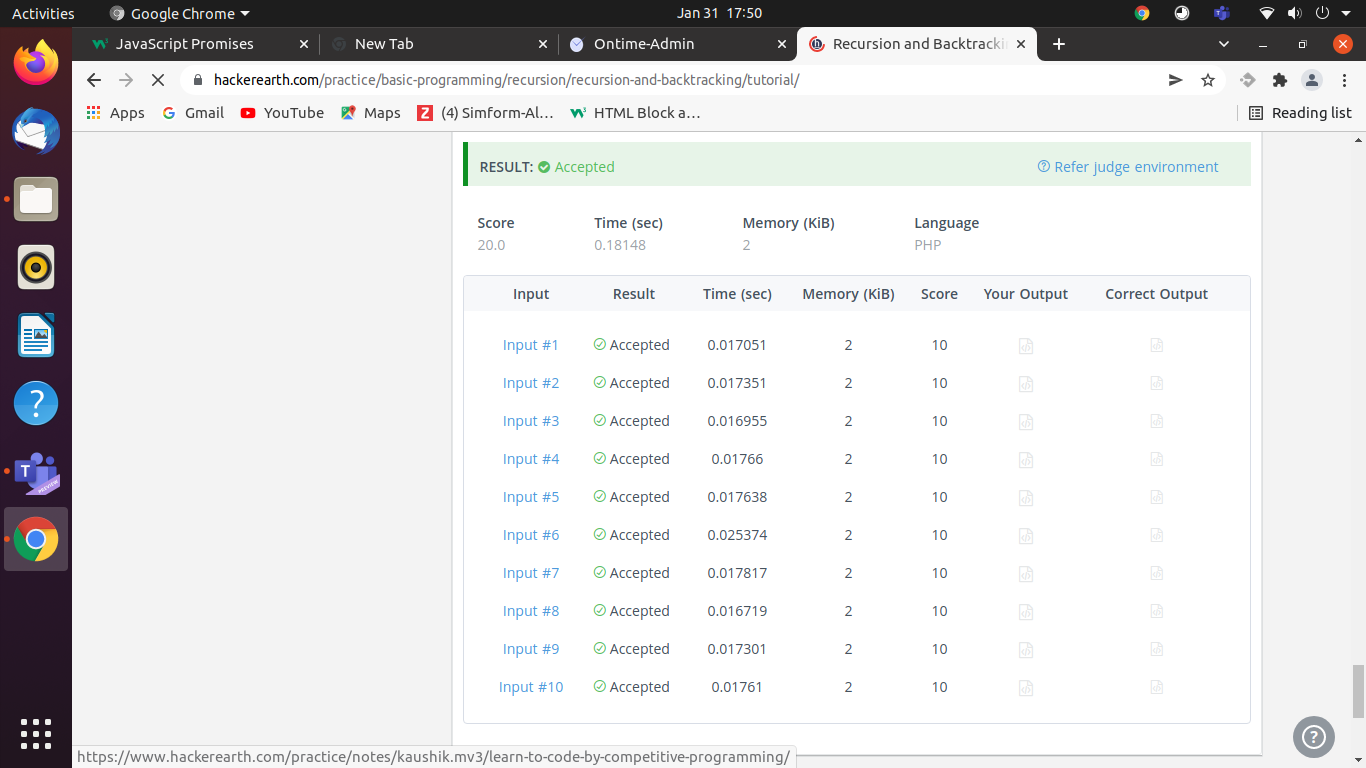 Activities Google Chrome Jan 31 17:50
JavaScript Promises New Tab Ontime-Admin Recursion and Backtracki
hackerearth.com/practice/basic-programming/recursion/recursion-and-backtracking/tutorial/
Apps Gmail YouTube Maps (4) Simform-Al... HTML Block a... Reading list
RESULT: Accepted Refer judge environment
Score Time (sec) Memory (KiB) Language
20.0 0.18148 2 PHP
Input Result Time (sec) Memory (KiB) Score Your Output Correct Output
Input #1 Accepted 0.017051 2 10
Input #2 Accepted 0.017351 2 10
Input #3 Accepted 0.016955 2 10
Input #4 Accepted 0.01766 2 10
Input #5 Accepted 0.017638 2 10
Input #6 Accepted 0.025374 2 10
Input #7 Accepted 0.017817 2 10
Input #8 Accepted 0.016719 2 10
Input #9 Accepted 0.017301 2 10
Input #10 Accepted 0.01761 2 10
https://www.hackerearth.com/practice/notes/kaushik.mv3/learn-to-code-by-competitive-programming/